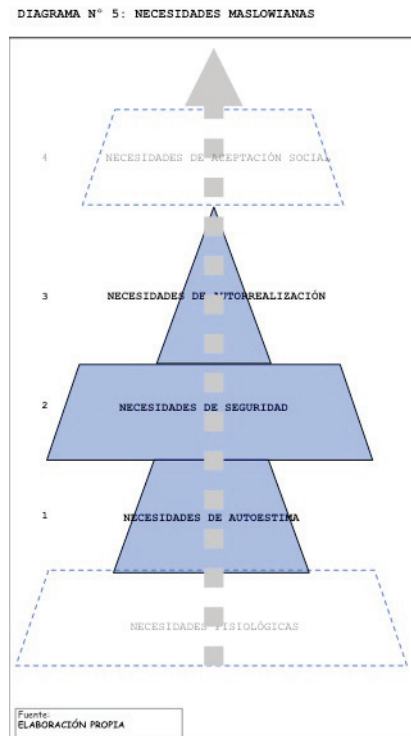 DIAGRAMA N° 5: NECESIDADES MASLOWIANAS
4 NECESIDADES DE ACEPTACIÓN SOCIAL
3 NECESIDADES DE AUTORREALIZACIÓN
2 NECESIDADES DE SEGURIDAD
1 NECESIDADES DE AUTOESTIMA
NECESIDADES FISIOLÓGICAS
Fuente:
ELABORACIÓN PROPIA